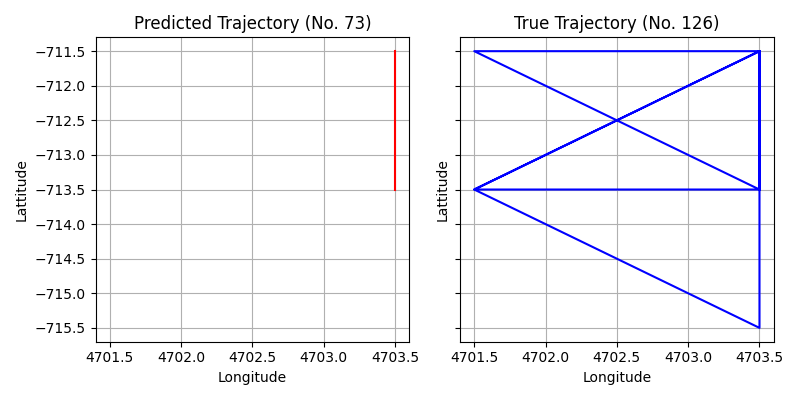 Predicted Trajectory (No. 73)
True Trajectory (No. 126)
−711.5
−712.0
−712.5
−713.0
−713.5
−714.0
−714.5
−715.0
−715.5
Lattitude
Lattitude
4701.5 4702.0 4702.5 4703.0 4703.5
4701.5 4702.0 4702.5 4703.0 4703.5
Longitude
Longitude